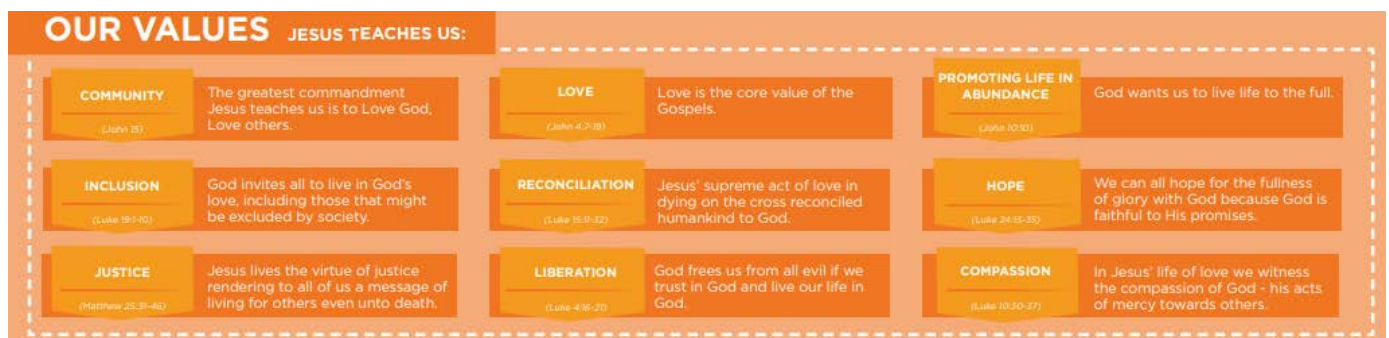 OUR VALUES JESUS TEACHES US:
COMMUNITY
(John 15)
The greatest commandment
Jesus teaches us is to Love God,
Love others.
LOVE
(John 4:7-19)
Love is the core value of the
Gospels.
PROMOTING LIFE IN
ABUNDANCE
(John 10:10)
God wants us to live life to the full.
INCLUSION
(Luke 19:1-10)
God invites all to live in God's
love, including those that might
be excluded by society.
RECONCILIATION
(Luke 15:11-32)
Jesus' supreme act of love in
dying on the cross reconciled
humankind to God.
HOPE
(Luke 24:13-35)
We can all hope for the fullness
of glory with God because God is
faithful to His promises.
JUSTICE
(Matthew 25:31-46)
Jesus lives the virtue of justice
rendering to all of us a message of
living for others even unto death.
LIBERATION
(Luke 4:16-21)
God frees us from all evil if we
trust in God and live our life in
God.
COMPASSION
(Luke 10:30-37)
In Jesus' life of love we witness
the compassion of God - his acts
of mercy towards others.